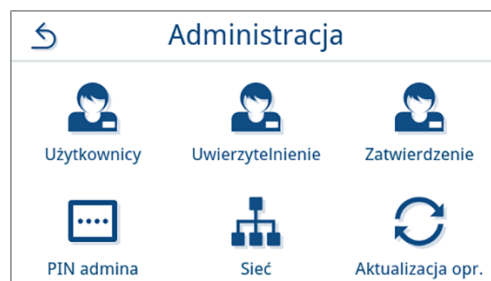 Administracja
Użytkownicy Uwierzytelnienie Zatwierdzenie
PIN admina Sieć Aktualizacja opr.